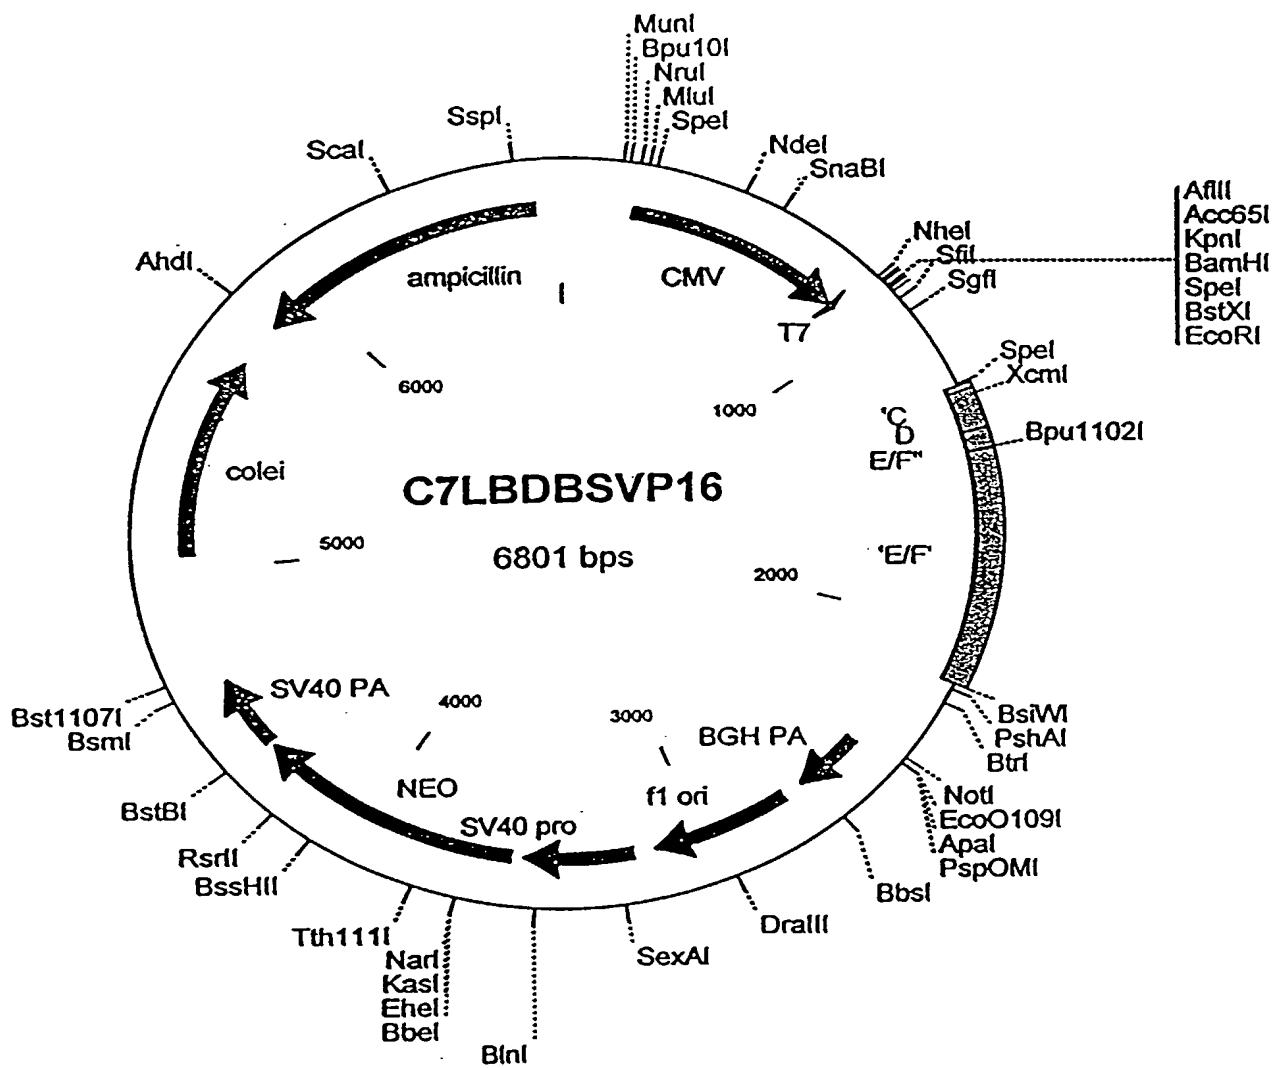 MunI
Bpu10I
NruI
MluI
SpeI
NdeI
SnaBI
NheI
SfiI
SgfI
AflII
Acc65I
KpnI
BamHI
SpeI
BstXI
EcoRI
SspI
ScaI
AhdI
ampicillin
I
CMV
T7
6000
1000
SpeI
XcmI
'C
D
E/F"
Bpu1102I
colei
C7LBDBSVP16
6801 bps
5000
2000
'E/F'
SV40 PA
4000
3000
BGH PA
NEO
f1 ori
SV40 pro
Bst1107I
BsmI
BstBI
RsrII
BssHII
Tth111I
NarI
KasI
EheI
BbeI
BlnI
SexAI
DraIII
BbsI
BsiWI
PshAI
BtrI
NotI
EcoO109I
ApaI
PspOMI